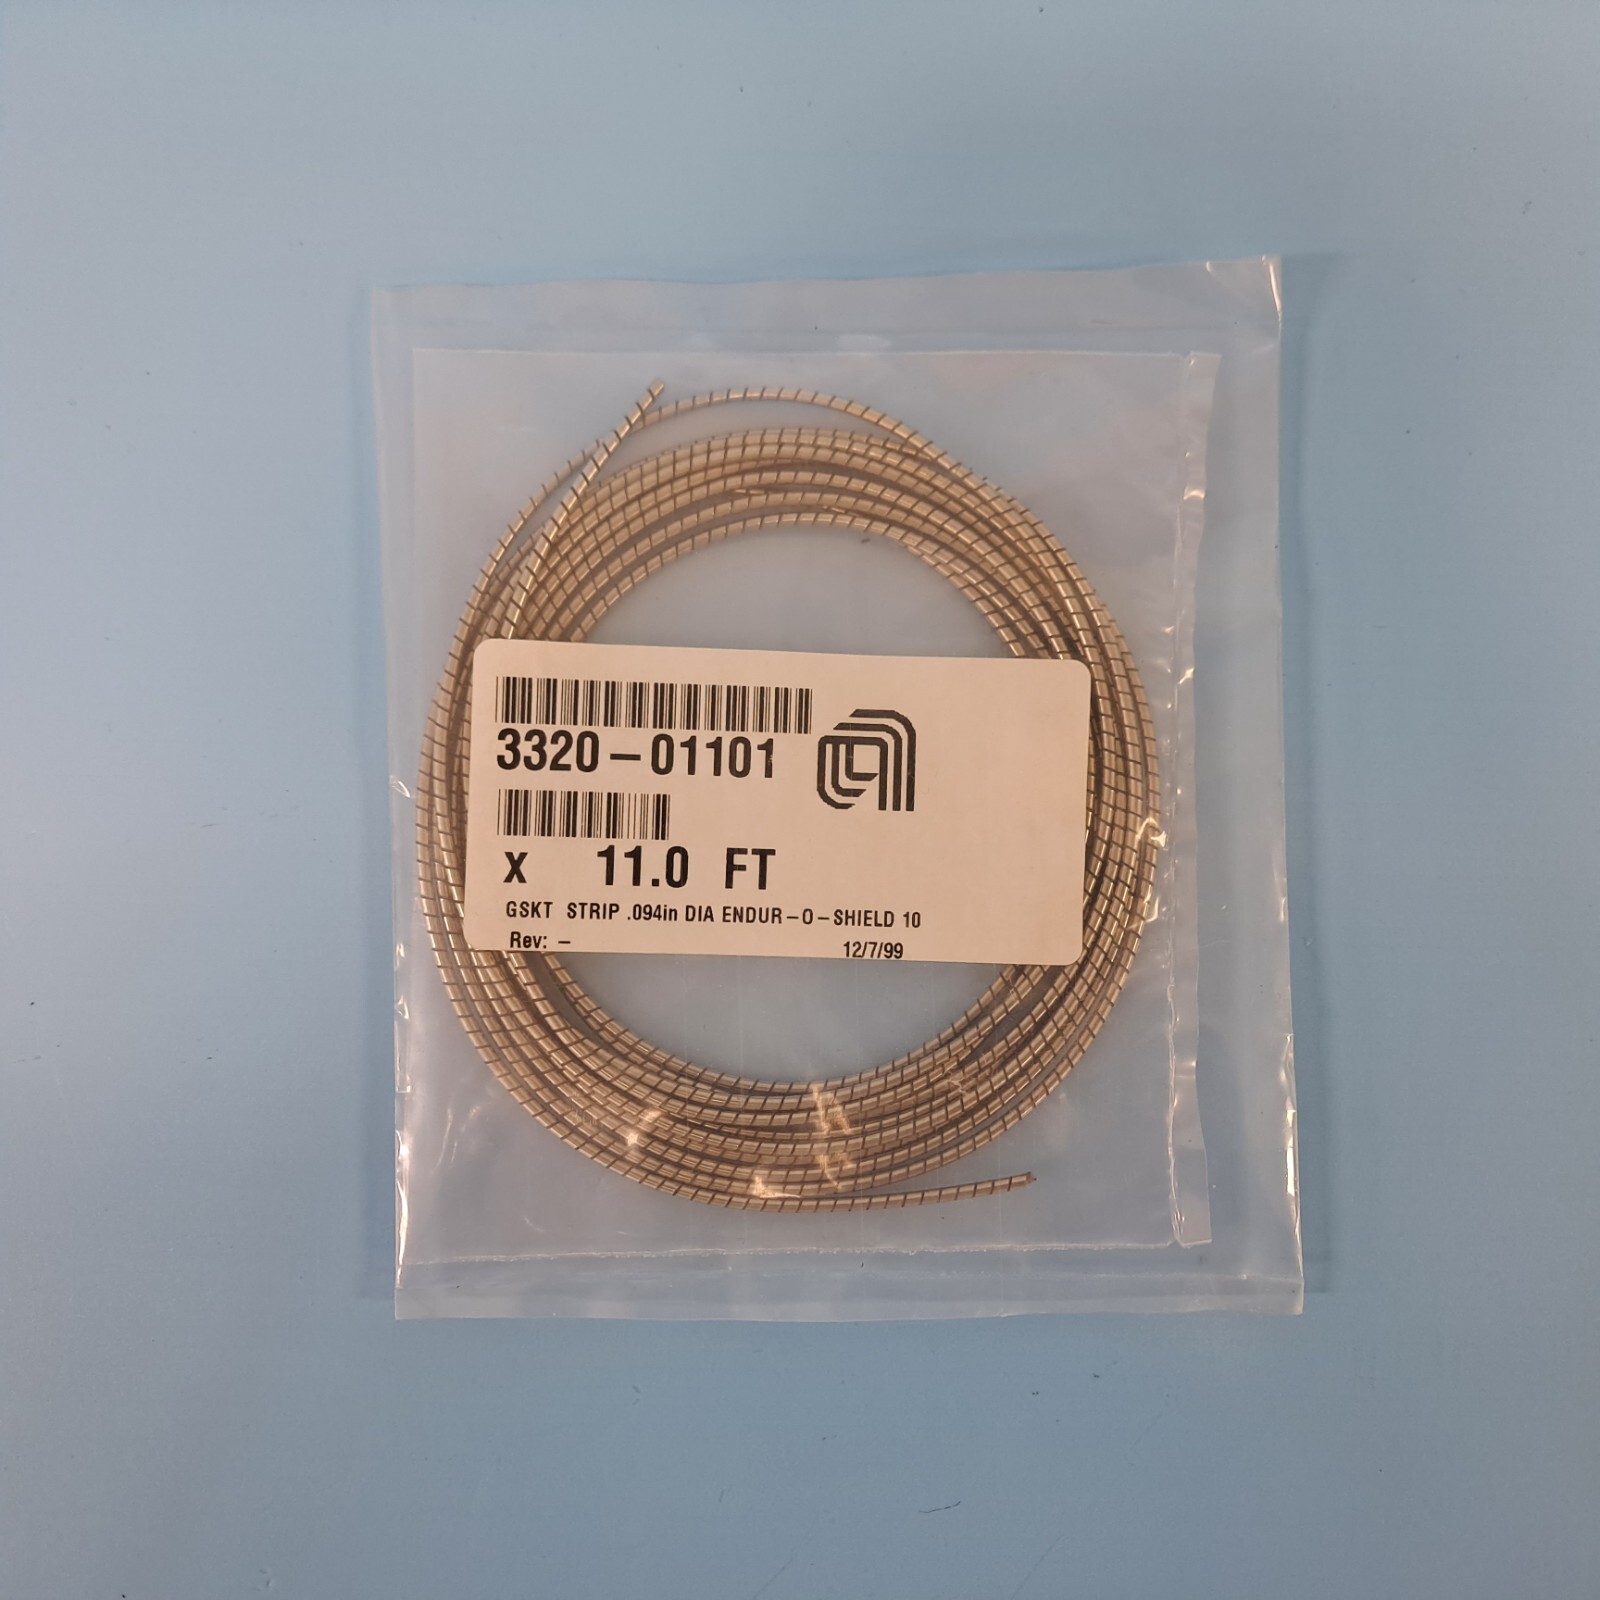 3320-01101
X 11.0 FT
GSKT STRIP .094in DIA ENDUR-O-SHIELD 10
Rev: - 12/7/99